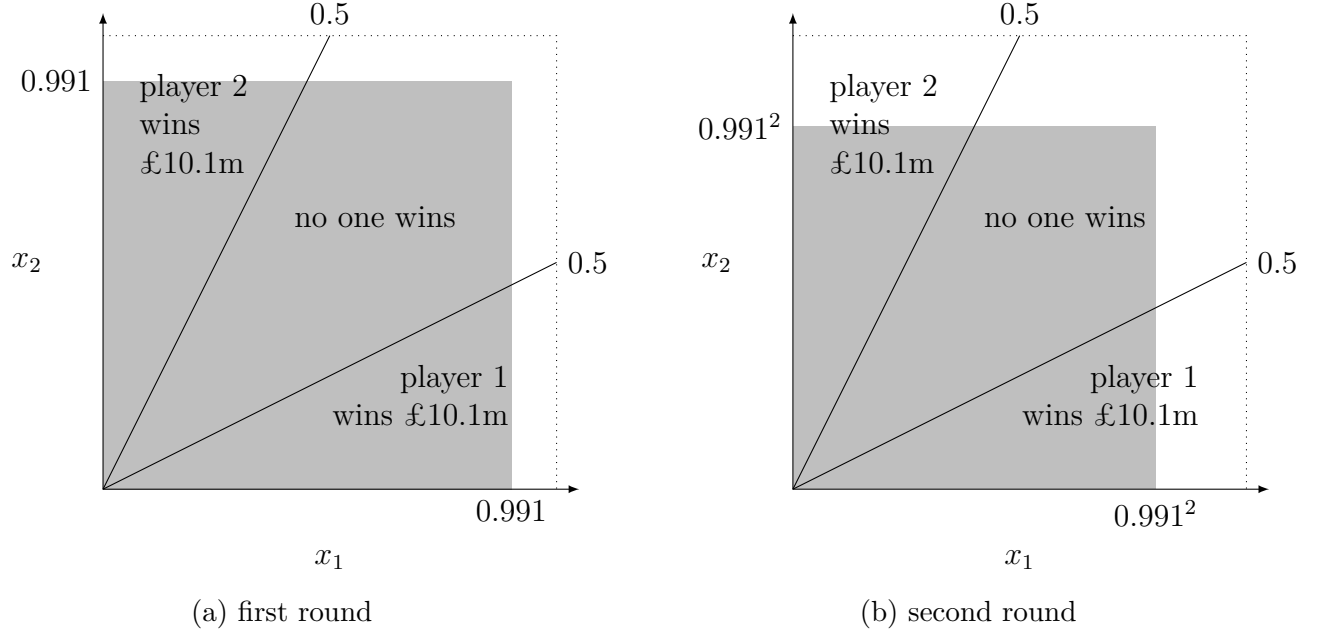 0.5
0.991
player 2
wins
£10.1m
no one wins
x₂
0.5
player 1
wins £10.1m
0.991
x₁
(a) first round
0.5
player 2
0.991²
wins
£10.1m
no one wins
x₂
0.5
player 1
wins £10.1m
0.991²
x₁
(b) second round